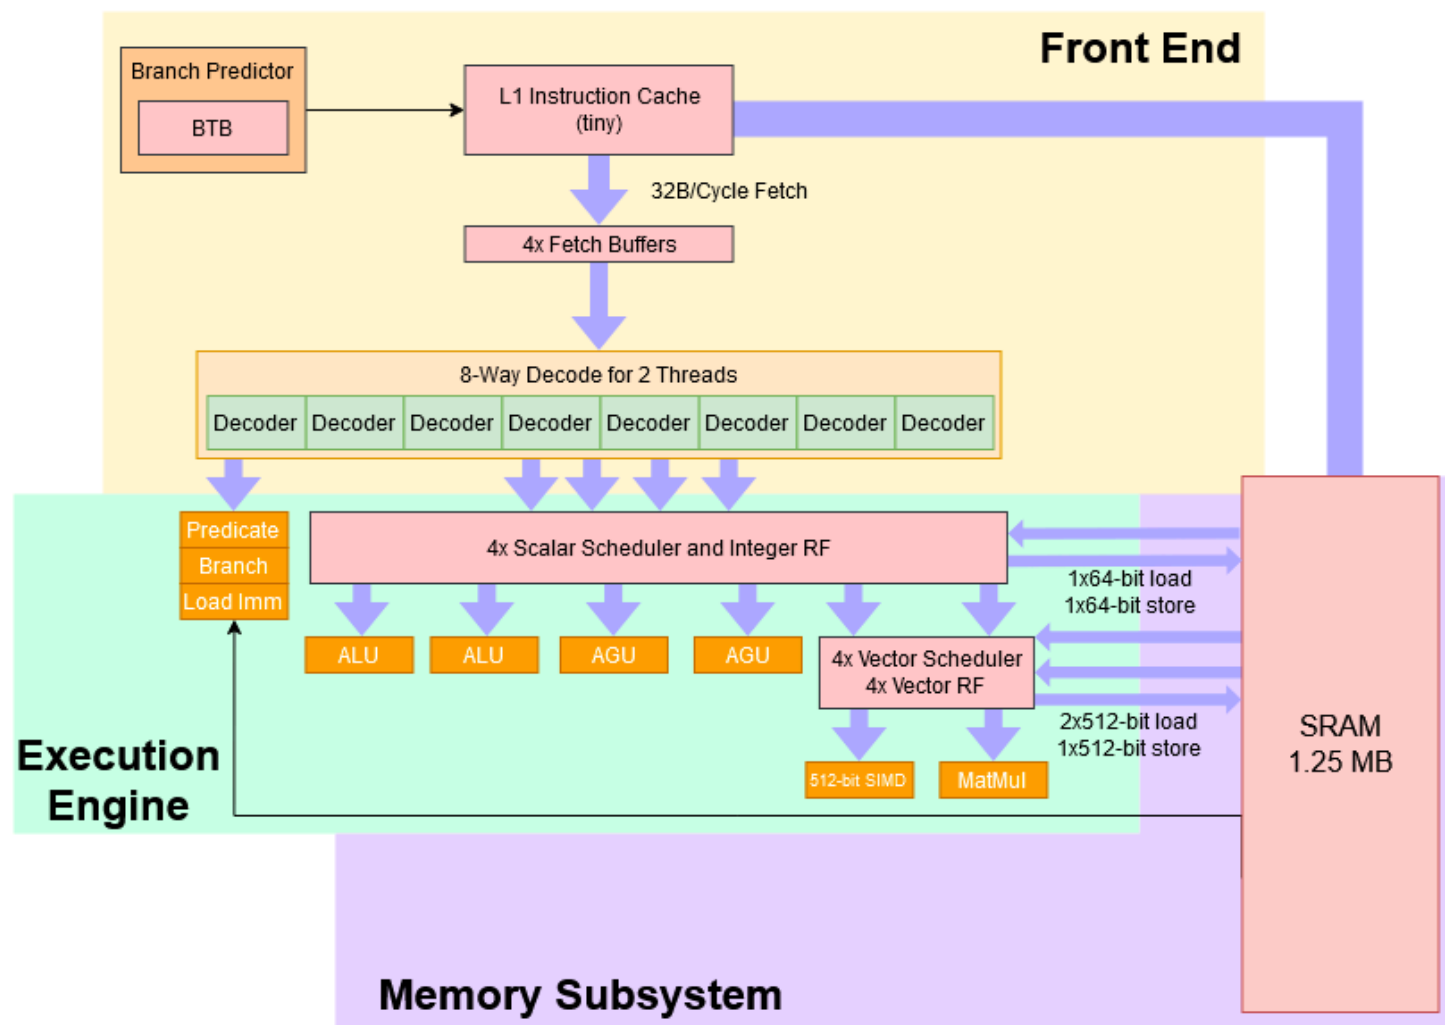 Front End
Branch Predictor
BTB
L1 Instruction Cache
(tiny)
32B/Cycle Fetch
4x Fetch Buffers
8-Way Decode for 2 Threads
Decoder Decoder Decoder Decoder Decoder Decoder Decoder Decoder
Predicate
Branch
Load Imm
4x Scalar Scheduler and Integer RF
1x64-bit load
1x64-bit store
ALU ALU AGU AGU
4x Vector Scheduler
4x Vector RF
2x512-bit load
1x512-bit store
512-bit SIMD
MatMul
SRAM
1.25 MB
Execution
Engine
Memory Subsystem